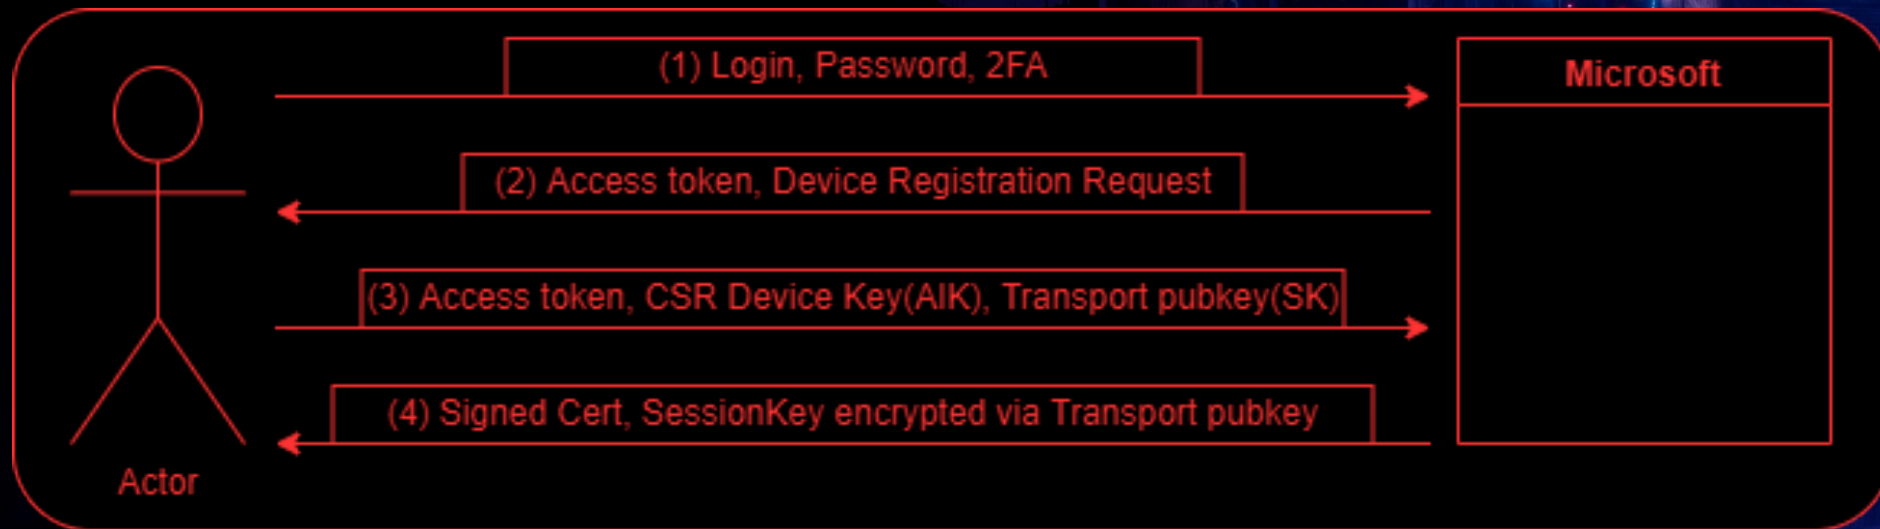 (1) Login, Password, 2FA
Microsoft
(2) Access token, Device Registration Request
(3) Access token, CSR Device Key(AIK), Transport pubkey(SK)
(4) Signed Cert, SessionKey encrypted via Transport pubkey
Actor